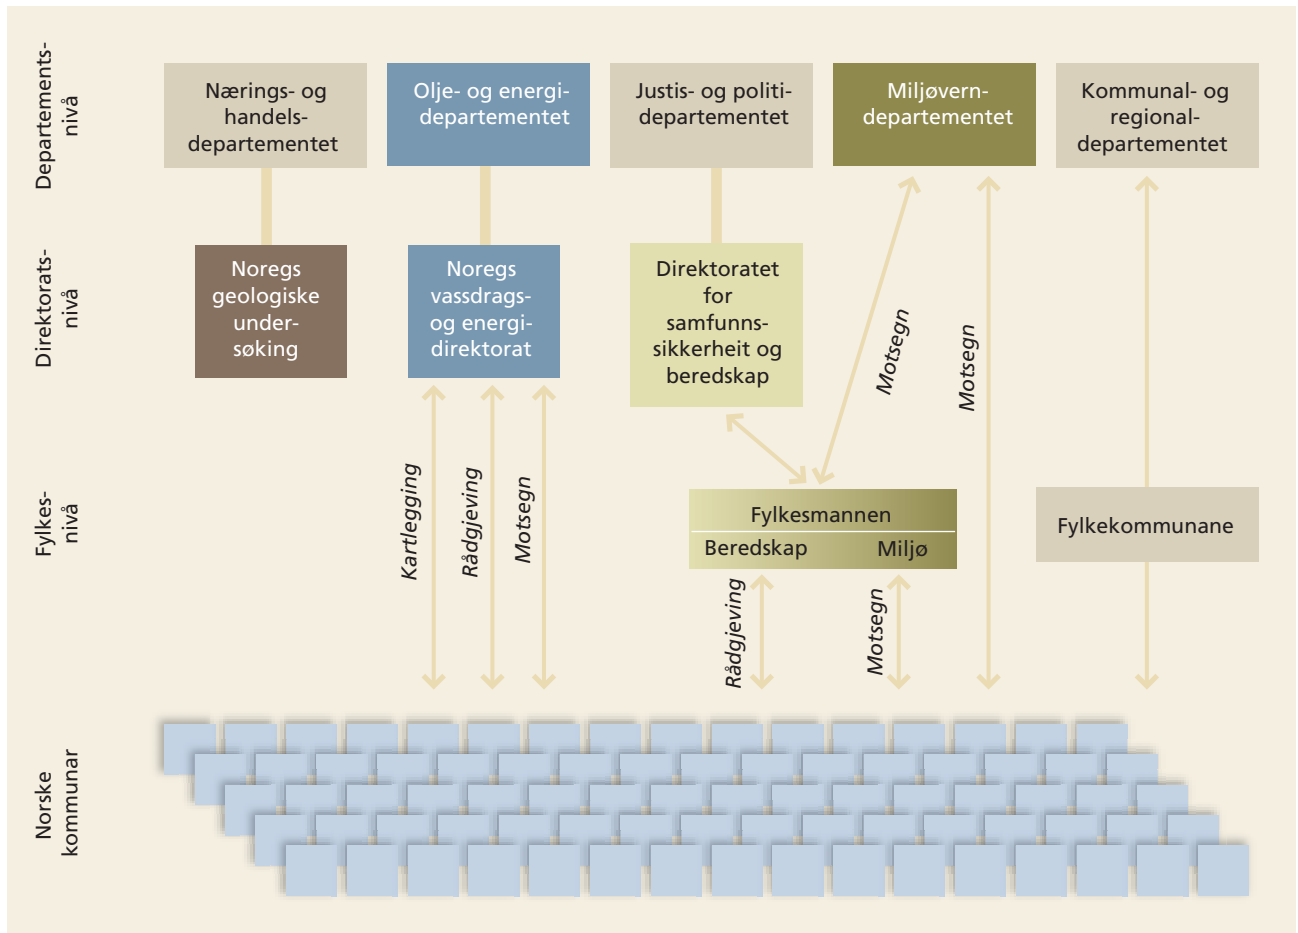 Departements-
nivå
Nærings- og
handels-
departementet
Olje- og energi-
departementet
Justis- og politi-
departementet
Miljøvern-
departementet
Kommunal- og
regional-
departementet
Direktorats-
nivå
Noregs
geologiske
under-
søking
Noregs
vassdrags-
og energi-
direktorat
Direktoratet
for
samfunns-
sikkerheit og
beredskap
Motsegn
Motsegn
Fylkes-
nivå
Kartlegging
Rådgjeving
Motsegn
Fylkesmannen
Beredskap Miljø
Fylkekommunane
Rådgjeving
Motsegn
Norske
kommunar